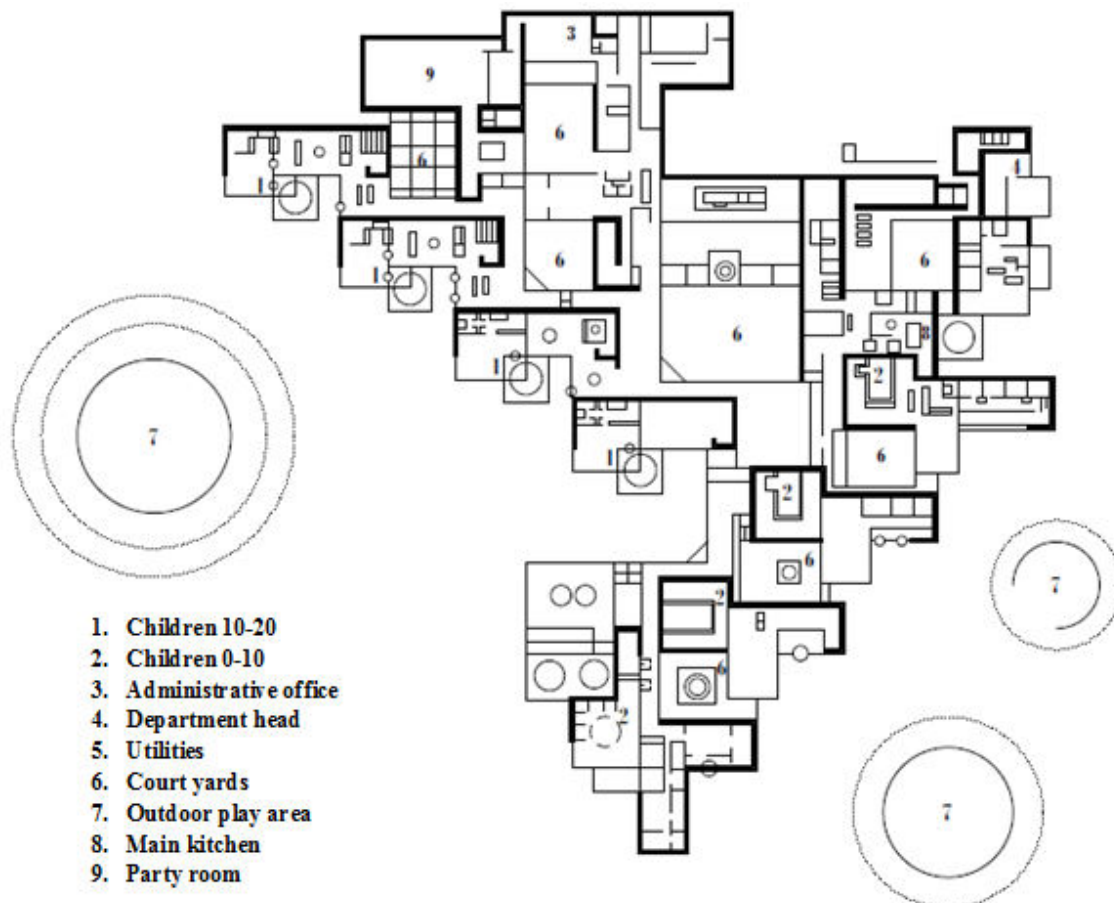 3
9
6
6
1
4
6
1
6
6
8
1
2
7
6
1
2
6
7
2
6
2
7
1. Children 10-20
2. Children 0-10
3. Administrative office
4. Department head
5. Utilities
6. Court yards
7. Outdoor play area
8. Main kitchen
9. Party room